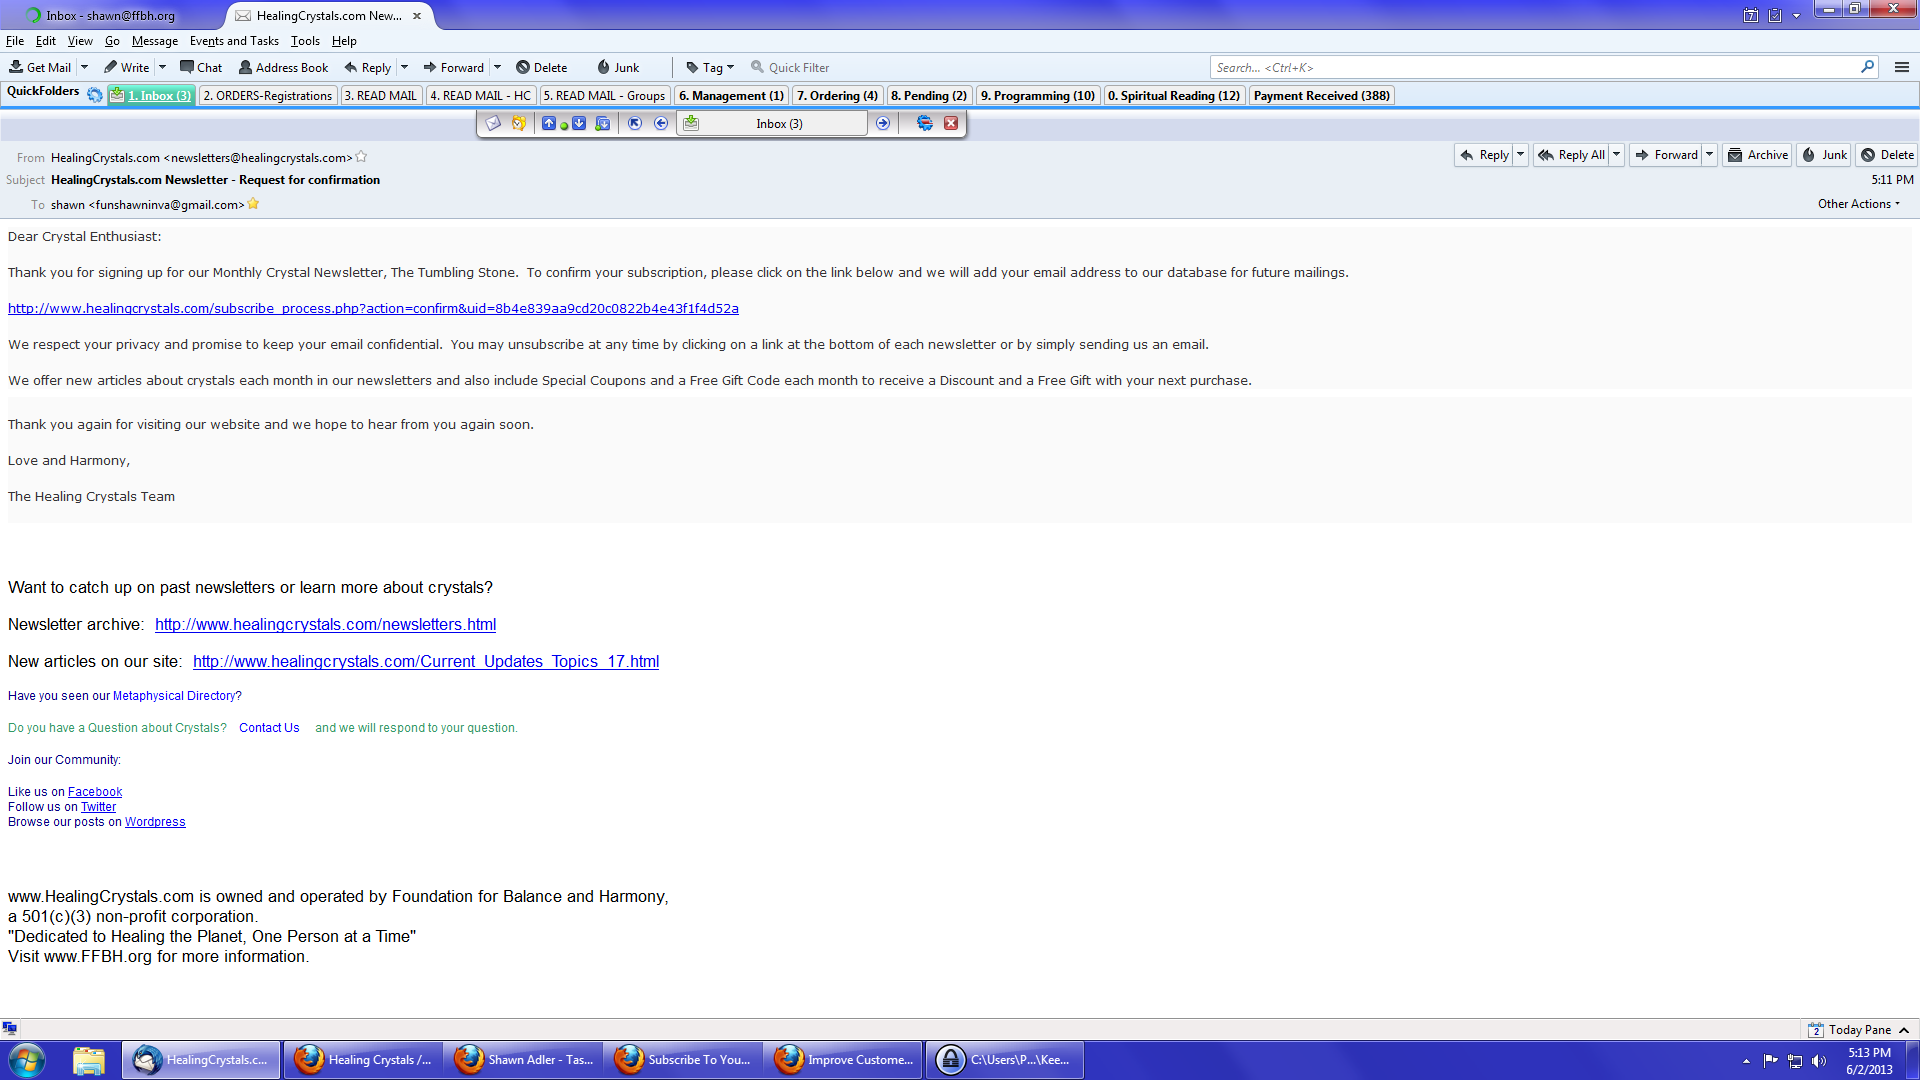 Inbox - shawn@ffbh.org
HealingCrystals.com New...
File Edit View Go Message Events and Tasks Tools Help
Get Mail Write Chat Address Book Reply Forward Delete Junk Tag Quick Filter Search... <Ctrl+K>
QuickFolders 1. Inbox (3) 2. ORDERS-Registrations 3. READ MAIL 4. READ MAIL - HC 5. READ MAIL - Groups 6. Management (1) 7. Ordering (4) 8. Pending (2) 9. Programming (10) 0. Spiritual Reading (12) Payment Received (388)
Inbox (3)
From HealingCrystals.com <newsletters@healingcrystals.com>
Reply Reply All Forward Archive Junk Delete
Subject HealingCrystals.com Newsletter - Request for confirmation
5:11 PM
To shawn <funshawninva@gmail.com>
Other Actions
Dear Crystal Enthusiast:
Thank you for signing up for our Monthly Crystal Newsletter, The Tumbling Stone.  To confirm your subscription, please click on the link below and we will add your email address to our database for future mailings.
http://www.healingcrystals.com/subscribe_process.php?action=confirm&uid=8b4e839aa9cd20c0822b4e43f1f4d52a
We respect your privacy and promise to keep your email confidential.  You may unsubscribe at any time by clicking on a link at the bottom of each newsletter or by simply sending us an email.
We offer new articles about crystals each month in our newsletters and also include Special Coupons and a Free Gift Code each month to receive a Discount and a Free Gift with your next purchase.
Thank you again for visiting our website and we hope to hear from you again soon.
Love and Harmony,
The Healing Crystals Team
Want to catch up on past newsletters or learn more about crystals?
Newsletter archive:  http://www.healingcrystals.com/newsletters.html
New articles on our site:  http://www.healingcrystals.com/Current_Updates_Topics_17.html
Have you seen our Metaphysical Directory?
Do you have a Question about Crystals? Contact Us and we will respond to your question.
Join our Community:
Like us on Facebook
Follow us on Twitter
Browse our posts on Wordpress
www.HealingCrystals.com is owned and operated by Foundation for Balance and Harmony,
a 501(c)(3) non-profit corporation.
"Dedicated to Healing the Planet, One Person at a Time"
Visit www.FFBH.org for more information.
2 Today Pane
HealingCrystals.c... Healing Crystals /... Shawn Adler - Tas... Subscribe To You... Improve Custome... C:\Users\P...\Kee...
5:13 PM
6/2/2013